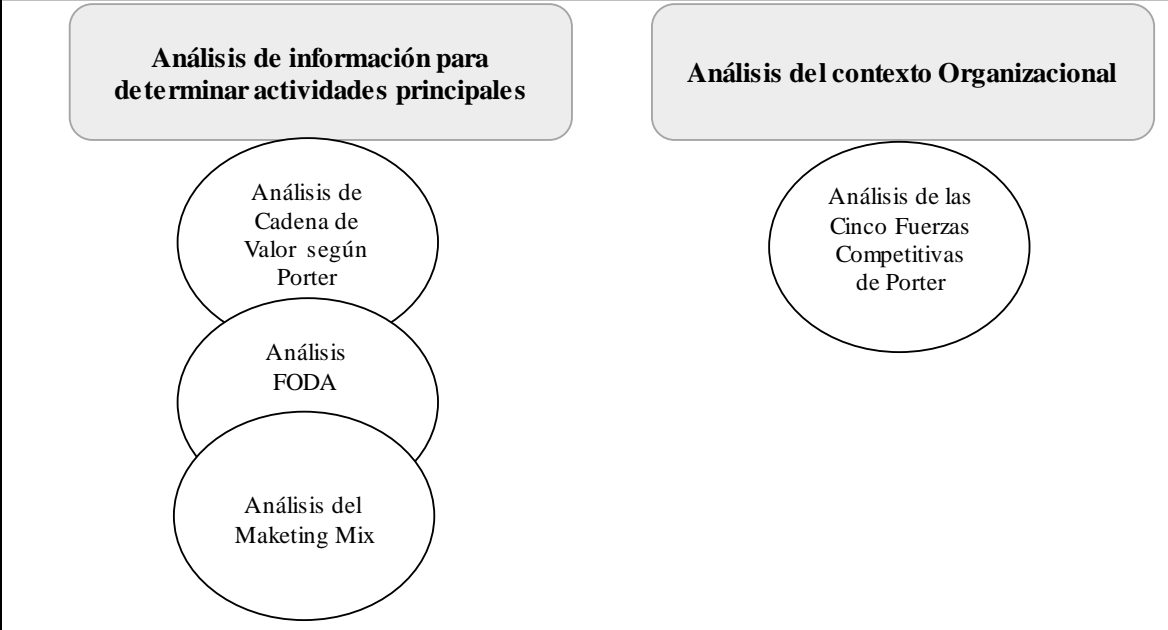 Análisis de información para
determinar actividades principales
Análisis del contexto Organizacional
Análisis de
Cadena de
Valor según
Porter
Análisis
FODA
Análisis del
Maketing Mix
Análisis de las
Cinco Fuerzas
Competitivas
de Porter